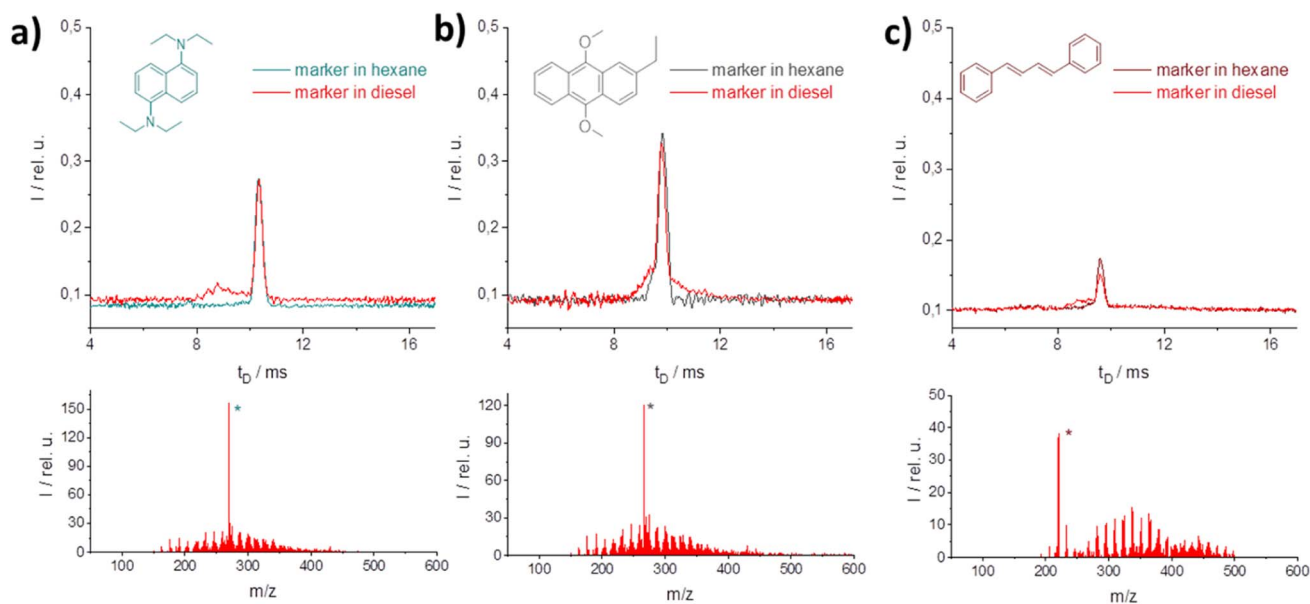 a)
0,5
0,4
0,3
0,2
0,1
I / rel. u.
N
N
marker in hexane
marker in diesel
4
8
12
16
t_D / ms
b)
0,5
0,4
0,3
0,2
0,1
I / rel. u.
O
O
marker in hexane
marker in diesel
4
8
12
16
t_D / ms
c)
0,5
0,4
0,3
0,2
0,1
I / rel. u.
marker in hexane
marker in diesel
4
8
12
16
t_D / ms
150
120
90
60
30
0
I / rel. u.
*
100
200
300
400
500
600
m/z
120
90
60
30
0
I / rel. u.
*
100
200
300
400
500
600
m/z
50
40
30
20
10
0
I / rel. u.
*
100
200
300
400
500
600
m/z